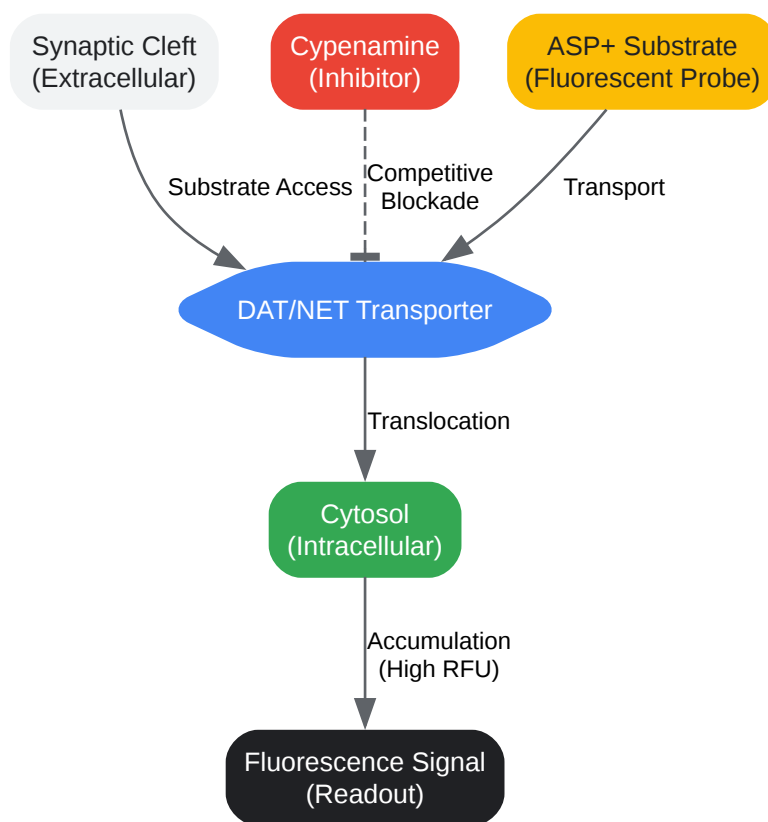 Synaptic Cleft
(Extracellular)
Cypenamine
(Inhibitor)
ASP+ Substrate
(Fluorescent Probe)
Substrate Access
Competitive
Blockade
Transport
DAT/NET Transporter
Translocation
Cytosol
(Intracellular)
Accumulation
(High RFU)
Fluorescence Signal
(Readout)